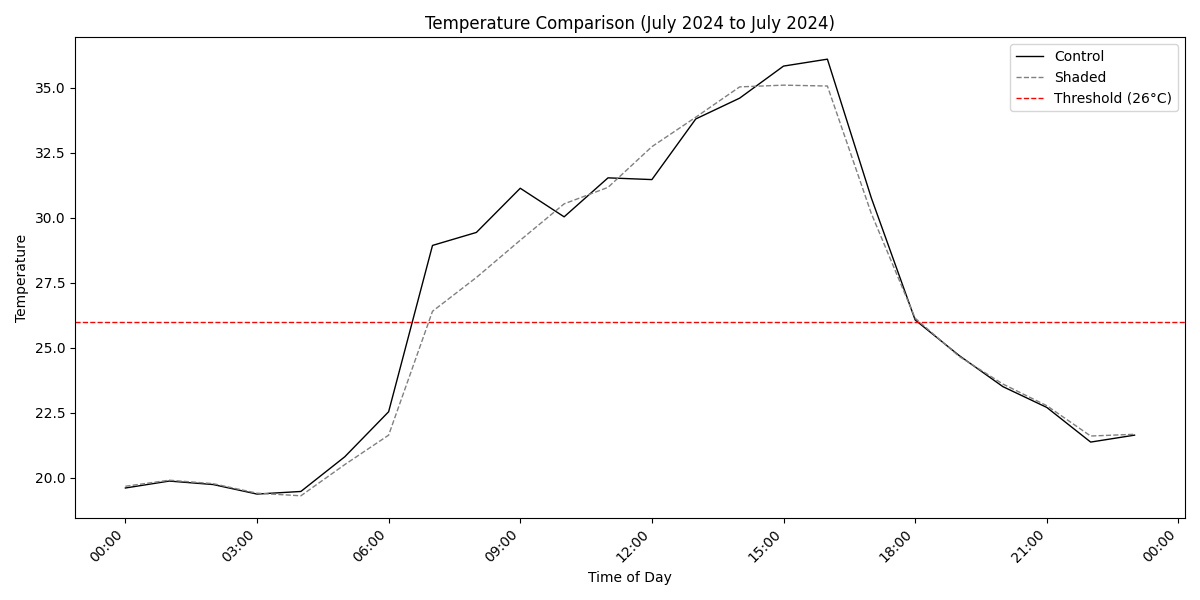 Temperature Comparison (July 2024 to July 2024)
Control
Shaded
Threshold (26°C)
Temperature
35.0
32.5
30.0
27.5
25.0
22.5
20.0
00:00
03:00
06:00
09:00
12:00
15:00
18:00
21:00
00:00
Time of Day